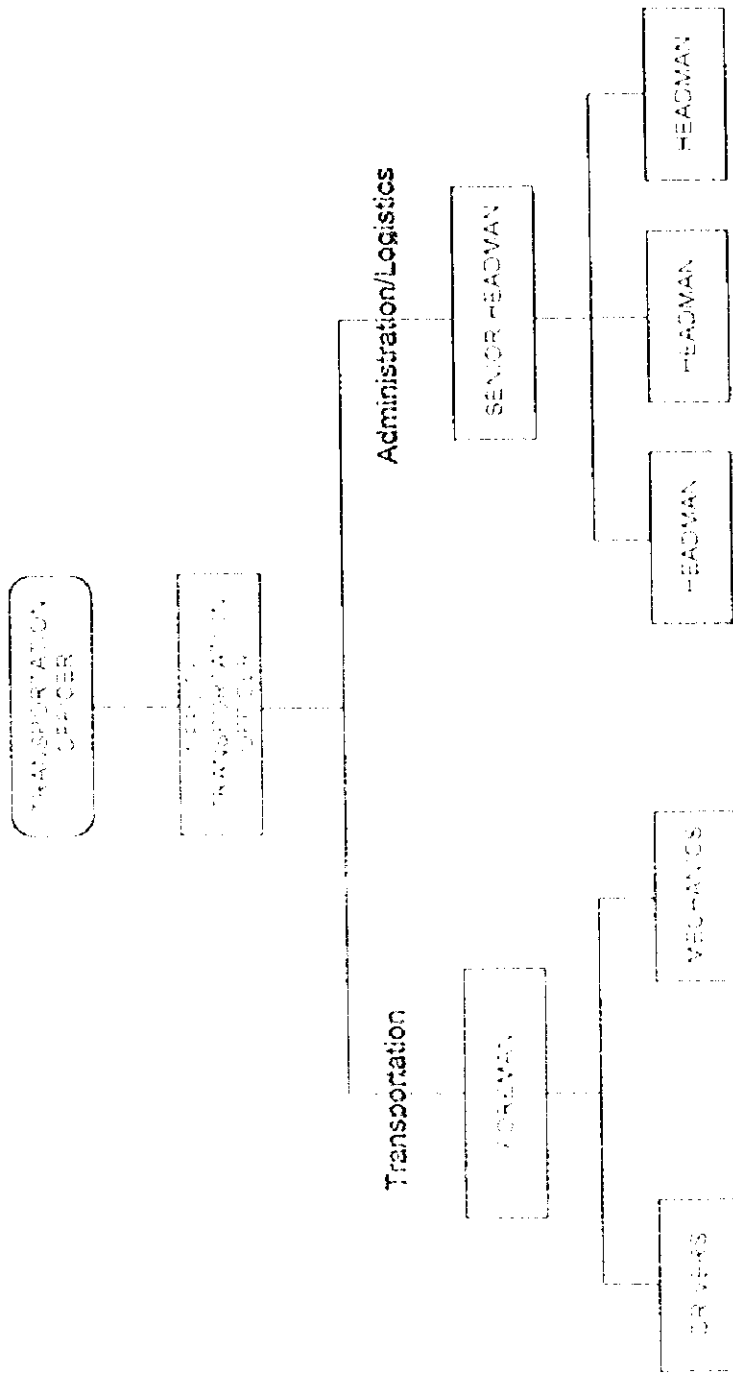 TRANSPORTATION
OFFICER
TRANSPORTATION
OFFICER
Transportation
Administration/Logistics
FOREMAN
SENIOR HEADMAN
DRIVERS
MECHANICS
HEADMAN
HEADMAN
HEADMAN